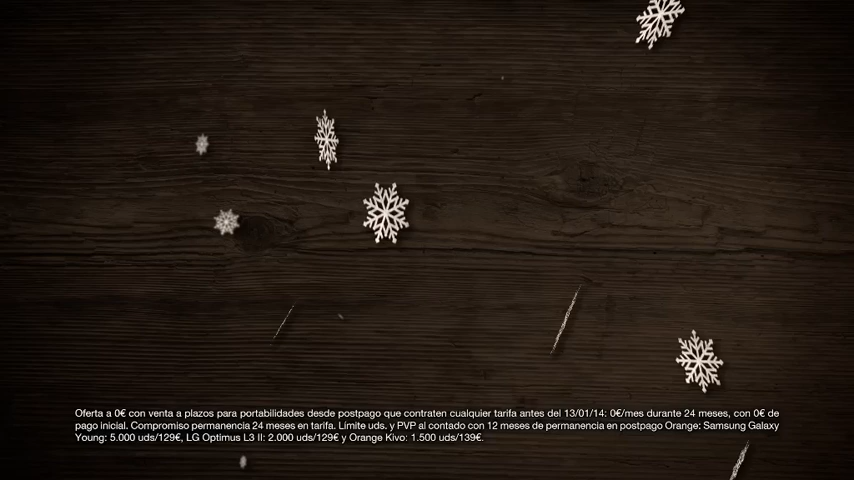 Oferta a 0€ con venta a plazos para portabilidades desde postpago que contraten cualquier tarifa antes del 13/01/14: 0€/mes durante 24 meses, con 0€ de
pago inicial. Compromiso permanencia 24 meses en tarifa. Límite uds. y PVP al contado con 12 meses de permanencia en postpago Orange: Samsung Galaxy
Young: 5.000 uds/129€, LG Optimus L3 II: 2.000 uds/129€ y Orange Kivo: 1.500 uds/139€.